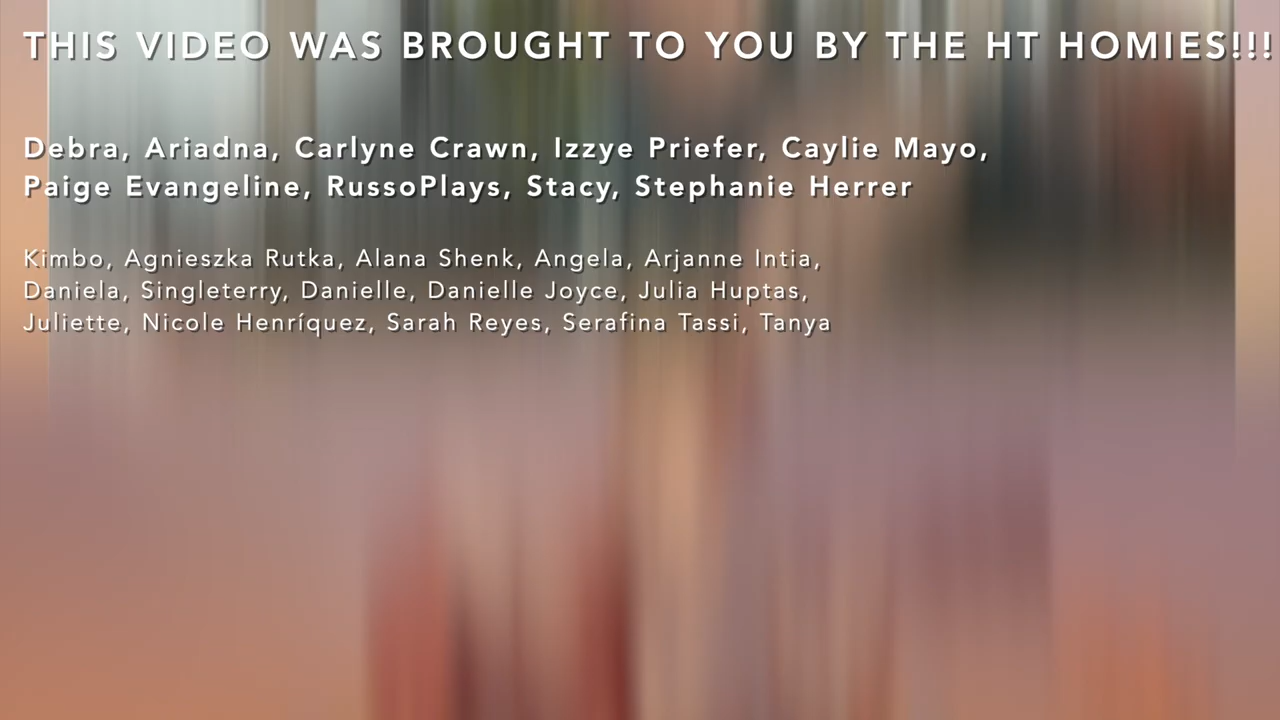 THIS VIDEO WAS BROUGHT TO YOU BY THE HT HOMIES!!!
Debra, Ariadna, Carlyne Crawn, Izzye Priefer, Caylie Mayo,
Paige Evangeline, RussoPlays, Stacy, Stephanie Herrer
Kimbo, Agnieszka Rutka, Alana Shenk, Angela, Arjanne Intia,
Daniela, Singleterry, Danielle, Danielle Joyce, Julia Huptas,
Juliette, Nicole Henríquez, Sarah Reyes, Serafina Tassi, Tanya